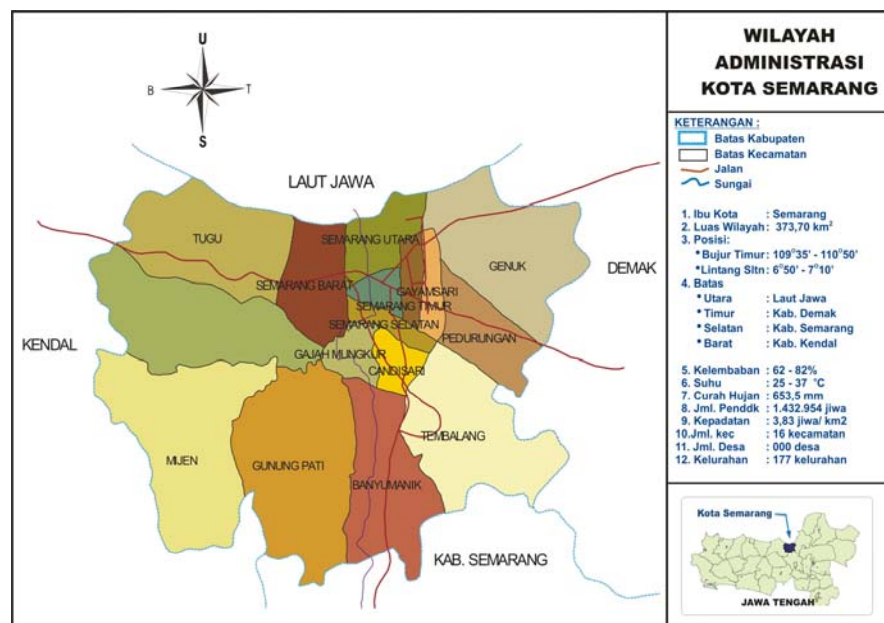 U
B T
S
LAUT JAWA
TUGU
SEMARANG UTARA
GENUK
DEMAK
SEMARANG BARAT
GAYAMSARI
SEMARANG TIMUR
SEMARANG SELATAN
KENDAL
PEDURUNGAN
GAJAH MUNGKUR
CANDISARI
TEMBALANG
MIJEN
GUNUNG PATI
BANYUMANIK
KAB. SEMARANG
WILAYAH
ADMINISTRASI
KOTA SEMARANG
KETERANGAN :
Batas Kabupaten
Batas Kecamatan
Jalan
Sungai
1. Ibu Kota : Semarang
2. Luas Wilayah : 373,70 km²
3. Posisi:
• Bujur Timur: 109°35' - 110°50'
• Lintang Sltn: 6°50' - 7°10'
4. Batas
• Utara : Laut Jawa
• Timur : Kab. Demak
• Selatan : Kab. Semarang
• Barat : Kab. Kendal
5. Kelembaban : 62 - 82%
6. Suhu : 25 - 37 °C
7. Curah Hujan : 653,5 mm
8. Jml. Penddk : 1.432.954 jiwa
9. Kepadatan : 3,83 jiwa/ km2
10.Jml. kec : 16 kecamatan
11. Jml. Desa : 000 desa
12. Kelurahan : 177 kelurahan
Kota Semarang
JAWA TENGAH